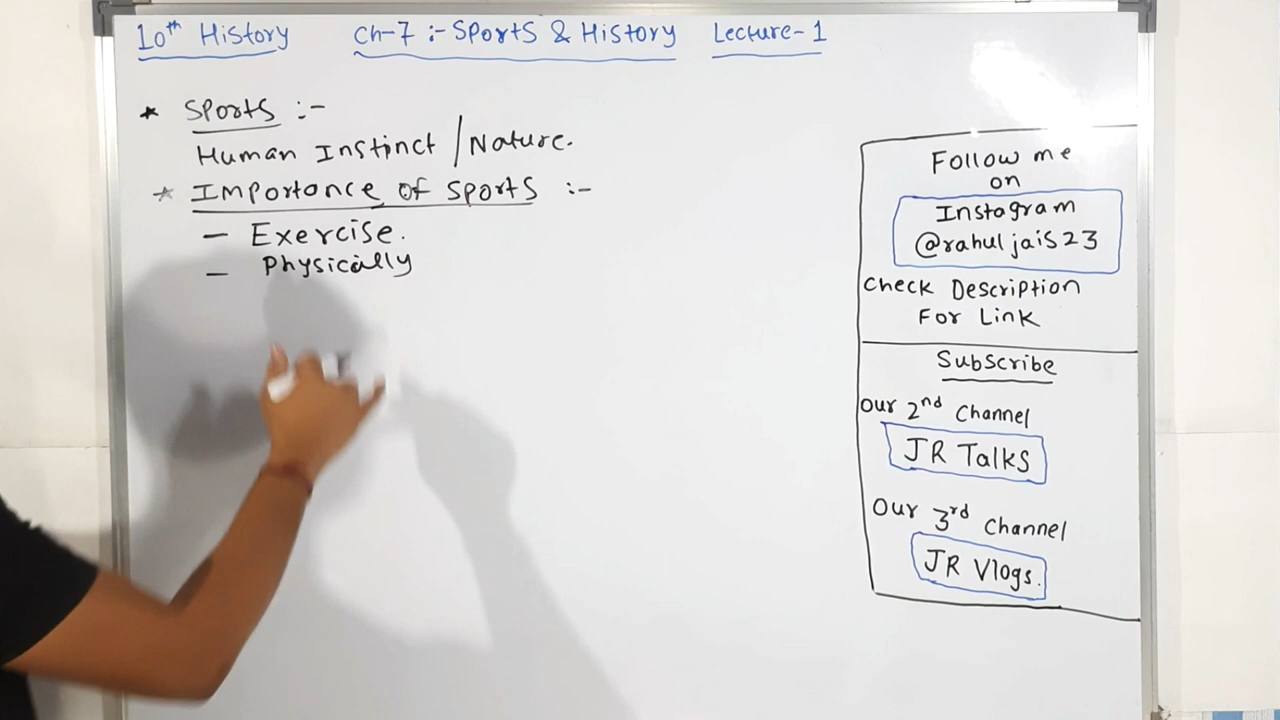 10th History Ch-7 :- Sports & History Lecture-1
* Sports :-
Human Instinct / Nature.
* Importance of Sports :-
- Exercise.
- Physically
Follow me
on
Instagram
@rahuljais23
Check Description
For Link
Subscribe
Our 2nd Channel
JR Talks
Our 3rd Channel
JR Vlogs.